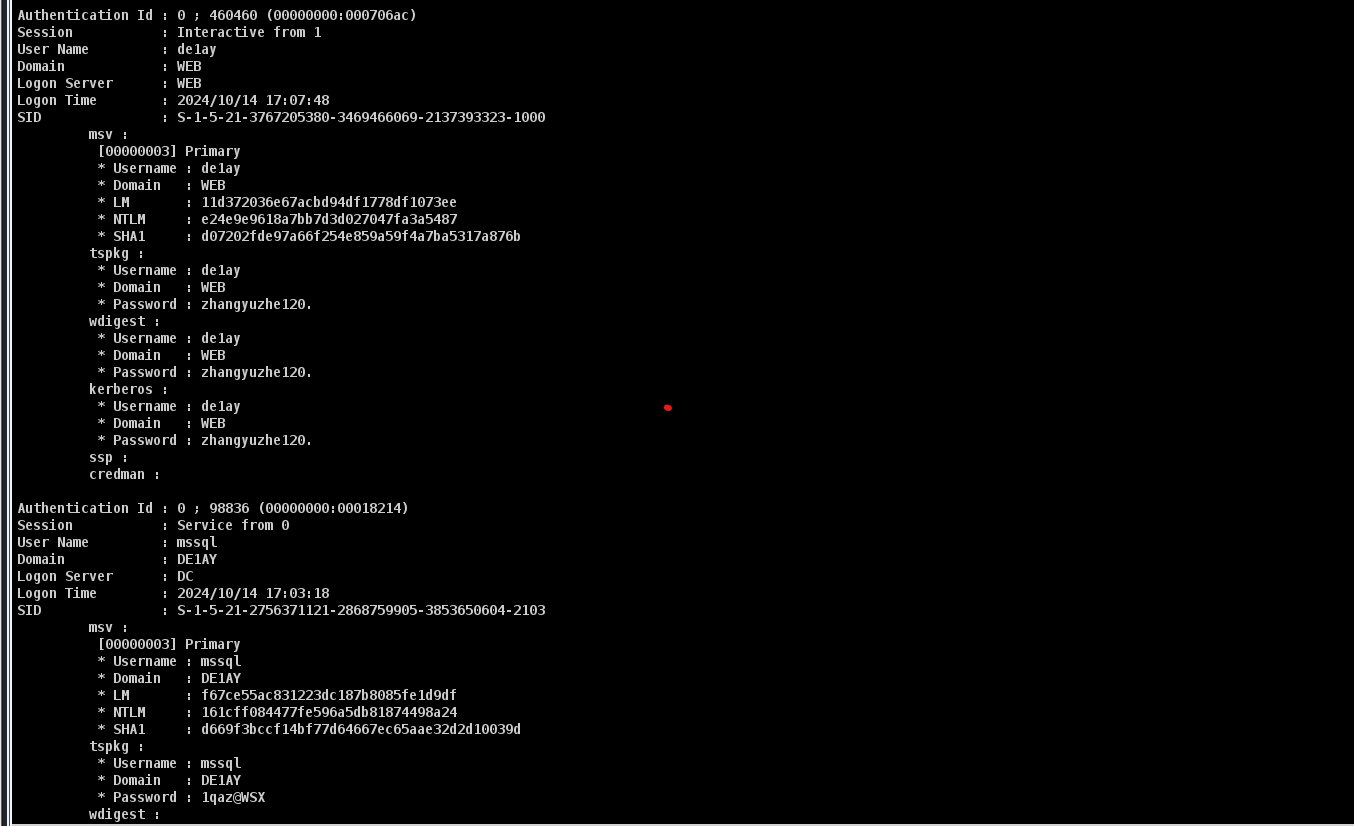 Authentication Id : 0 ; 460460 (00000000:000706ac)
Session           : Interactive from 1
User Name         : de1ay
Domain            : WEB
Logon Server      : WEB
Logon Time        : 2024/10/14 17:07:48
SID               : S-1-5-21-3767205380-3469466069-2137393323-1000
msv :
[00000003] Primary
* Username : de1ay
* Domain   : WEB
* LM       : 11d372036e67acbd94df1778df1073ee
* NTLM     : e24e9e9618a7bb7d3d027047fa3a5487
* SHA1     : d07202fde97a66f254e859a59f4a7ba5317a876b
tspkg :
* Username : de1ay
* Domain   : WEB
* Password : zhangyuzhe120.
wdigest :
* Username : de1ay
* Domain   : WEB
* Password : zhangyuzhe120.
kerberos :
* Username : de1ay
* Domain   : WEB
* Password : zhangyuzhe120.
ssp :
credman :
Authentication Id : 0 ; 98836 (00000000:00018214)
Session           : Service from 0
User Name         : mssql
Domain            : DE1AY
Logon Server      : DC
Logon Time        : 2024/10/14 17:03:18
SID               : S-1-5-21-2756371121-2868759905-3853650604-2103
msv :
[00000003] Primary
* Username : mssql
* Domain   : DE1AY
* LM       : f67ce55ac831223dc187b8085fe1d9df
* NTLM     : 161cff084477fe596a5db81874498a24
* SHA1     : d669f3bccf14bf77d64667ec65aae32d2d10039d
tspkg :
* Username : mssql
* Domain   : DE1AY
* Password : 1qaz@WSX
wdigest :